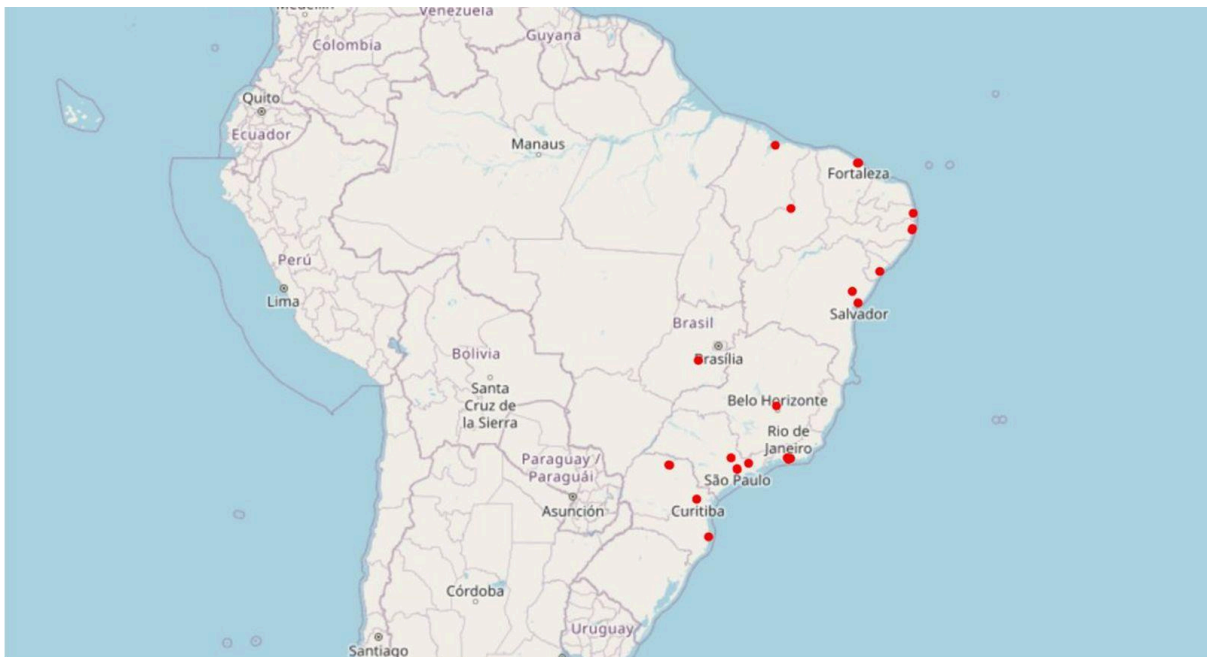 Medellín
Venezuela
Guyana
Colombia
Quito
Ecuador
Manaus
Fortaleza
Perú
Lima
Salvador
Brasil
Brasília
Bolivia
Santa
Cruz de
la Sierra
Belo Horizonte
Rio de
Janeiro
Paraguay /
Paraguái
São Paulo
Asunción
Curitiba
Córdoba
Uruguay
Santiago